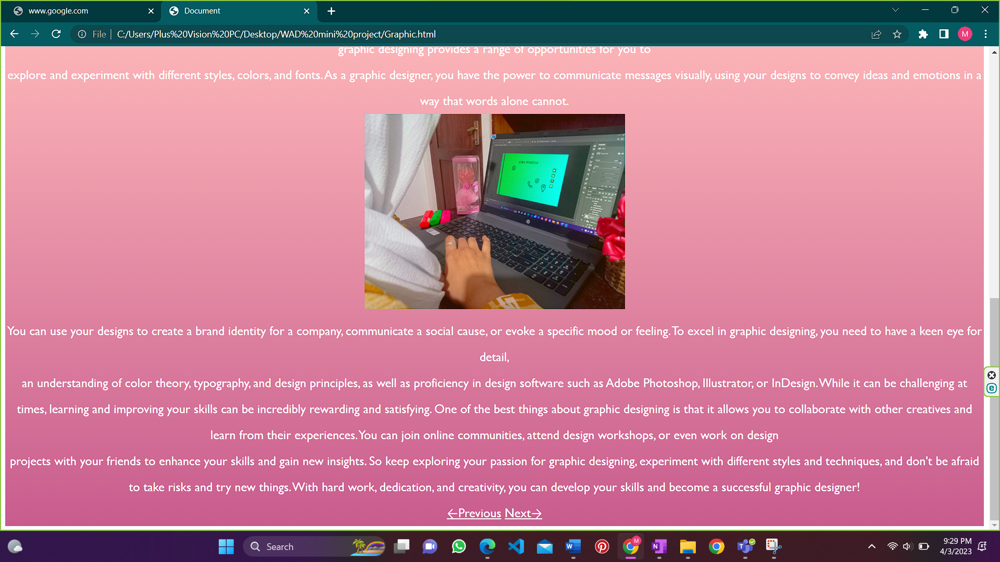 www.google.com
Document
File
C:/Users/Plus%20Vision%20PC/Desktop/WAD%20mini%20project/Graphic.html
M
graphic designing provides a range of opportunities for you to
explore and experiment with different styles, colors, and fonts. As a graphic designer, you have the power to communicate messages visually, using your designs to convey ideas and emotions in a
way that words alone cannot.
LORA WINSTON
You can use your designs to create a brand identity for a company, communicate a social cause, or evoke a specific mood or feeling. To excel in graphic designing, you need to have a keen eye for
detail,
an understanding of color theory, typography, and design principles, as well as proficiency in design software such as Adobe Photoshop, Illustrator, or InDesign. While it can be challenging at
times, learning and improving your skills can be incredibly rewarding and satisfying. One of the best things about graphic designing is that it allows you to collaborate with other creatives and
learn from their experiences. You can join online communities, attend design workshops, or even work on design
projects with your friends to enhance your skills and gain new insights. So keep exploring your passion for graphic designing, experiment with different styles and techniques, and don't be afraid
to take risks and try new things. With hard work, dedication, and creativity, you can develop your skills and become a successful graphic designer!
←Previous Next→
Search
9:29 PM
4/3/2023